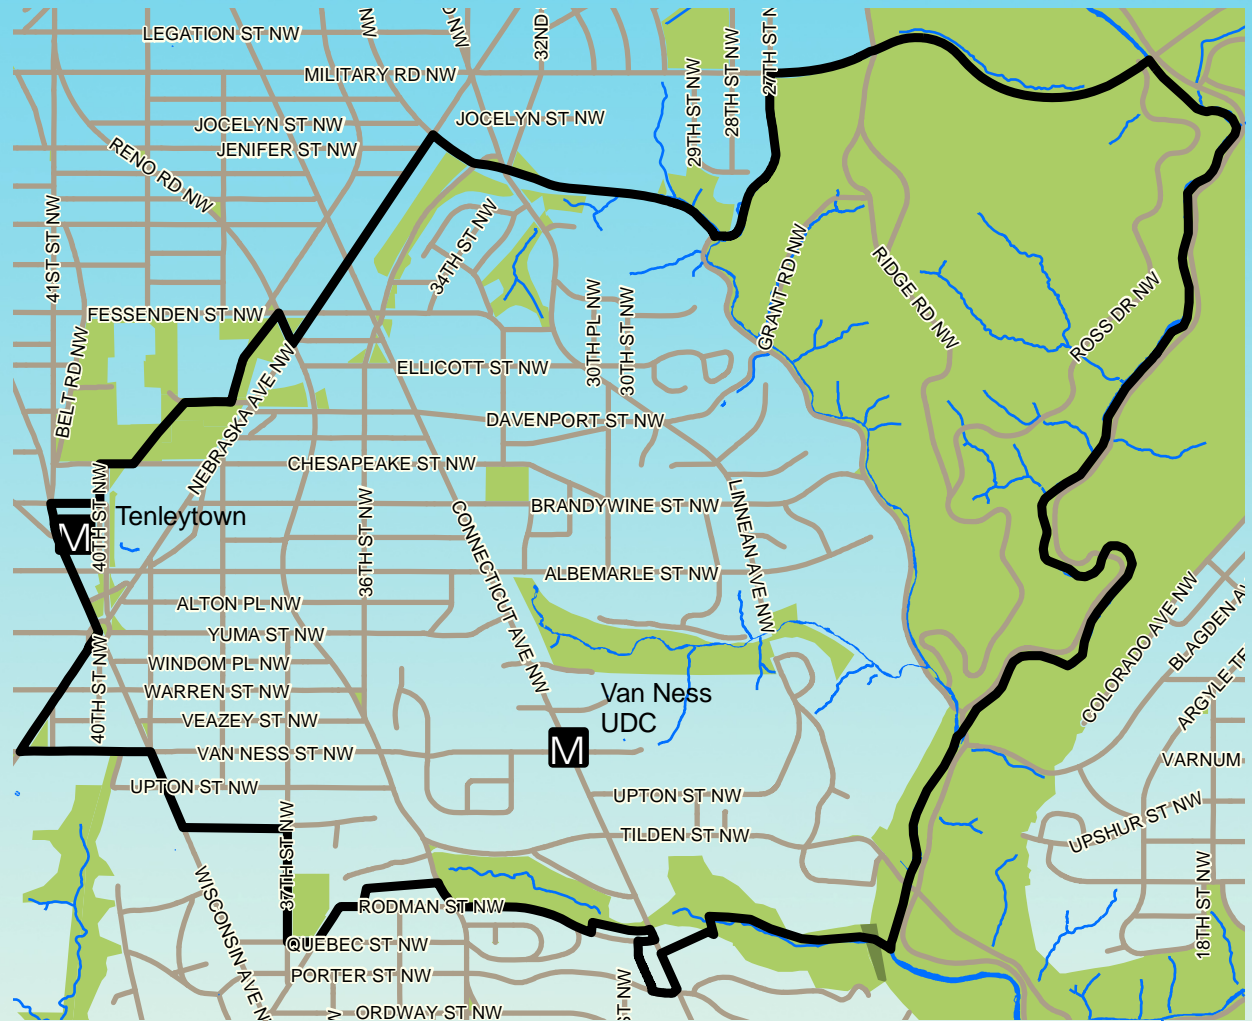 LEGATION ST NW
NW
C NW
32ND
27TH ST N
MILITARY RD NW
28TH ST NW
29TH ST NW
JOCELYN ST NW
JOCELYN ST NW
JENIFER ST NW
RENO RD NW
41ST ST NW
34TH ST NW
GRANT RD NW
RIDGE RD NW
ROSS DR NW
FESSENDEN ST NW
30TH PL NW
30TH ST NW
BELT RD NW
ELLICOTT ST NW
NEBRASKA AVE NW
DAVENPORT ST NW
CHESAPEAKE ST NW
40TH ST NW
BRANDYWINE ST NW
M
Tenleytown
36TH ST NW
CONNECTICUT AVE NW
LINNEAN AVE NW
ALBEMARLE ST NW
ALTON PL NW
YUMA ST NW
WINDOM PL NW
WARREN ST NW
40TH ST NW
VEAZEY ST NW
VAN NESS ST NW
Van Ness
UDC
M
COLORADO AVE NW
BLAGDEN AV
ARGYLE TE
VARNUM
UPTON ST NW
UPTON ST NW
TILDEN ST NW
UPSHUR ST NW
37TH ST NW
WISCONSIN AVE N
18TH ST NW
RODMAN ST NW
QUEBEC ST NW
PORTER ST NW
ORDWAY ST NW
W
ST NW